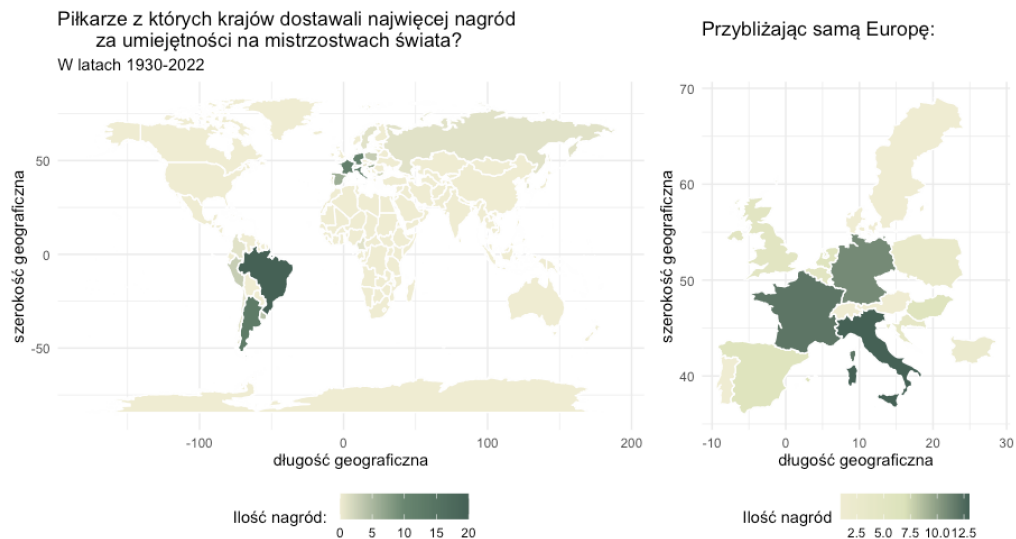 Piłkarze z których krajów dostawali najwięcej nagród
za umiejętności na mistrzostwach świata?
W latach 1930-2022
szerokość geograficzna
50
0
-50
-100 0 100 200
długość geograficzna
Ilość nagród:
0 5 10 15 20
Przybliżając samą Europę:
szerokość geograficzna
70
60
50
40
-10 0 10 20 30
długość geograficzna
Ilość nagród
2.5 5.0 7.5 10.0 12.5